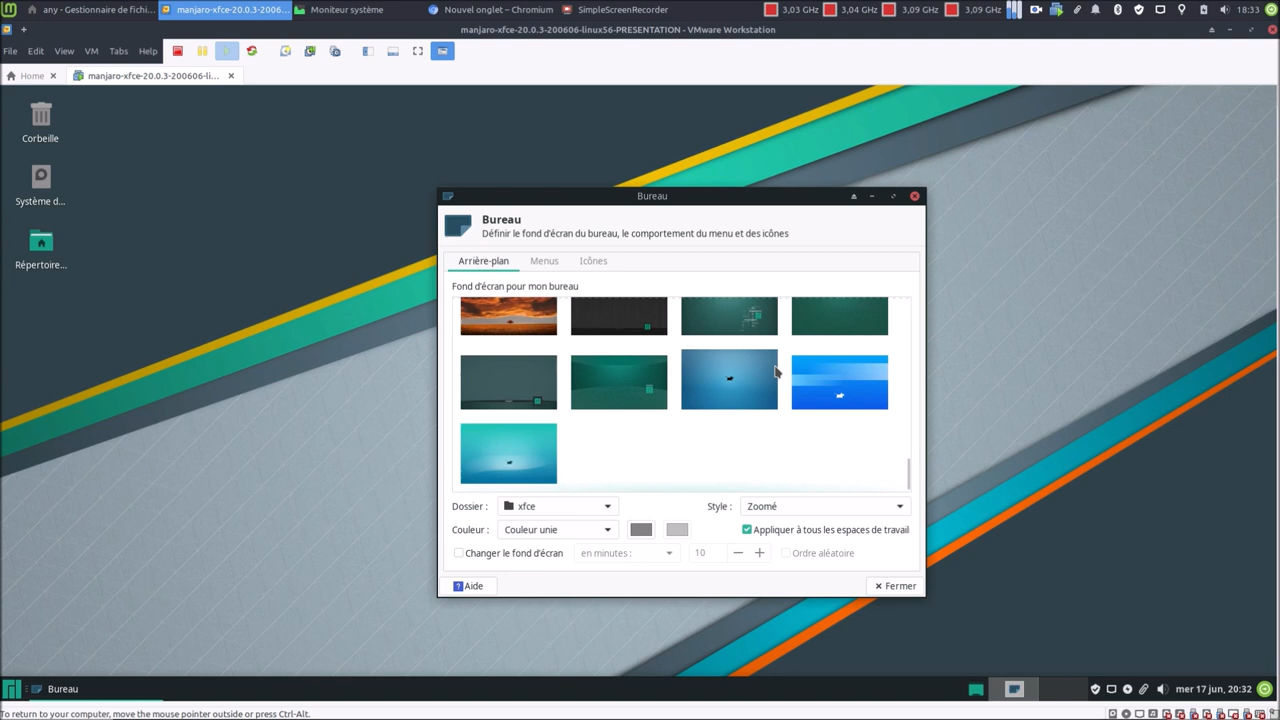 any - Gestionnaire de fichi...
manjaro-xfce-20.0.3-200606...
Moniteur système
Nouvel onglet – Chromium
SimpleScreenRecorder
3,03 GHz
3,04 GHz
3,09 GHz
3,09 GHz
18:33
manjaro-xfce-20.0.3-200606-linux56-PRESENTATION - VMware Workstation
File Edit View VM Tabs Help
Home
manjaro-xfce-20.0.3-200606-li...
Corbeille
Système d...
Répertoire...
Bureau
Bureau
Définir le fond d'écran du bureau, le comportement du menu et des icônes
Arrière-plan Menus Icônes
Fond d'écran pour mon bureau
Dossier : xfce Style : Zoomé
Couleur : Couleur unie Appliquer à tous les espaces de travail
Changer le fond d'écran en minutes : 10 Ordre aléatoire
Aide Fermer
Bureau
mer 17 jun, 20:32
To return to your computer, move the mouse pointer outside or press Ctrl-Alt.